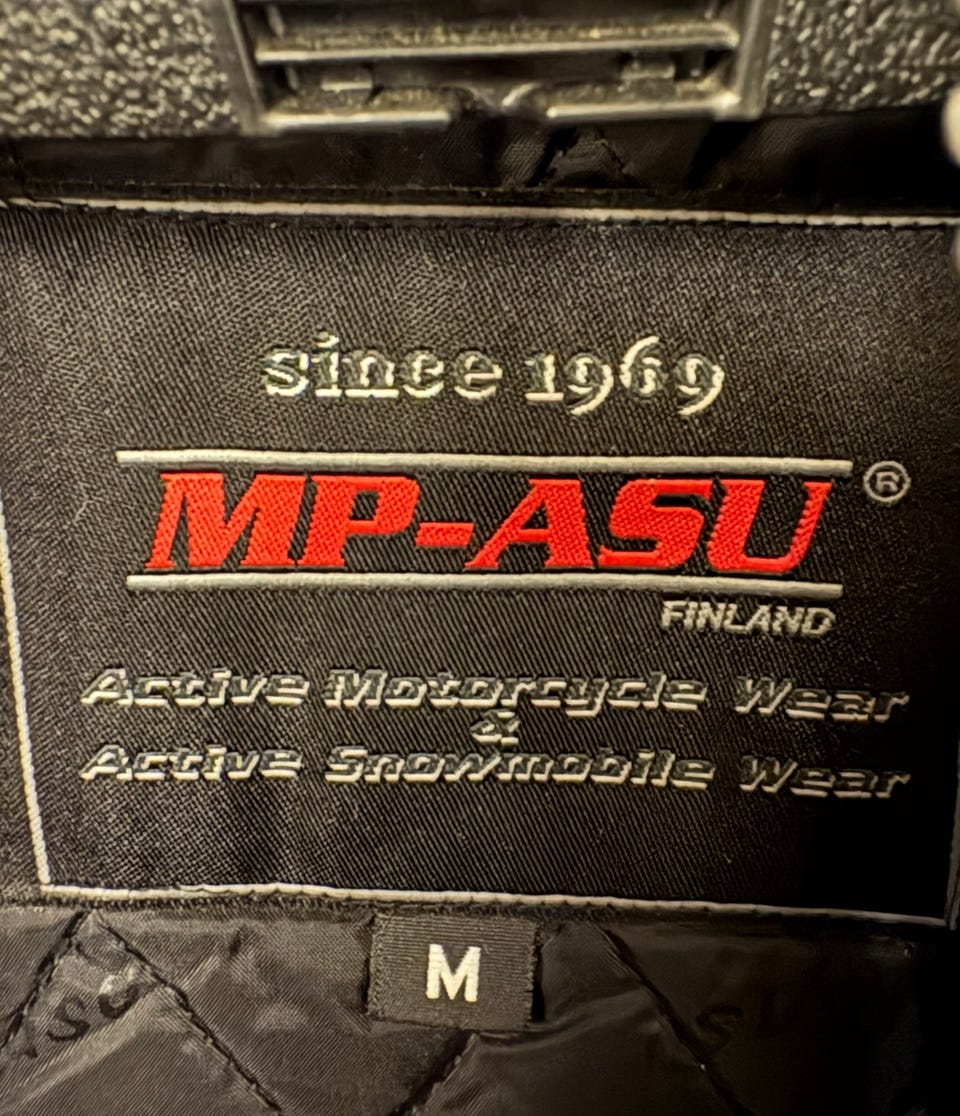 since 1969
MP-ASU®
FINLAND
Active Motorcycle Wear
&
Active Snowmobile Wear
M